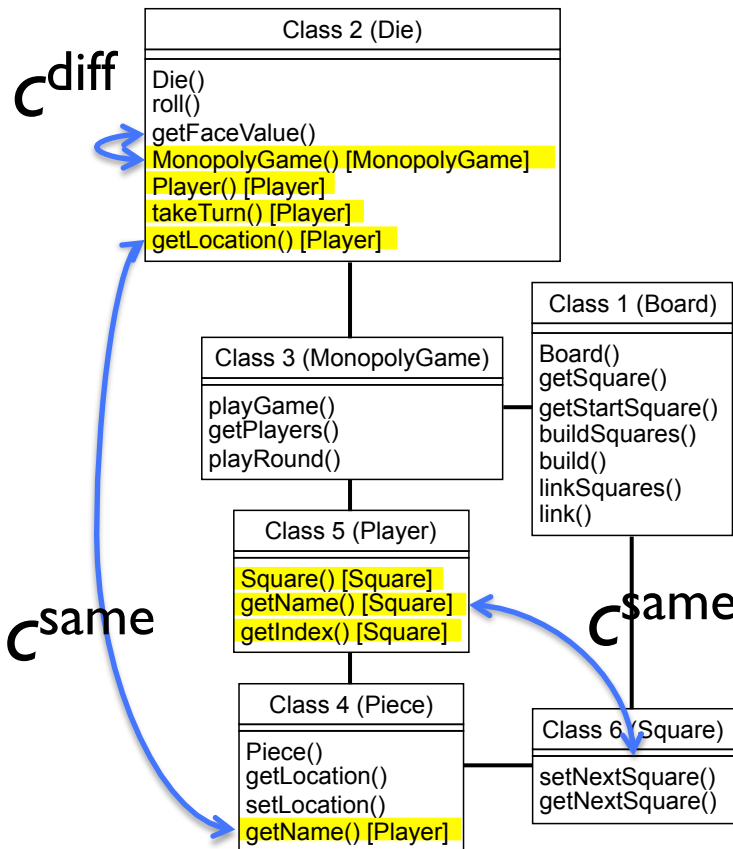 Class 2 (Die)
c^diff
Die()
roll()
getFaceValue()
MonopolyGame() [MonopolyGame]
Player() [Player]
takeTurn() [Player]
getLocation() [Player]
Class 1 (Board)
Board()
getSquare()
getStartSquare()
buildSquares()
build()
linkSquares()
link()
Class 3 (MonopolyGame)
playGame()
getPlayers()
playRound()
Class 5 (Player)
Square() [Square]
getName() [Square]
getIndex() [Square]
c^same
c^same
Class 4 (Piece)
Piece()
getLocation()
setLocation()
getName() [Player]
Class 6 (Square)
setNextSquare()
getNextSquare()